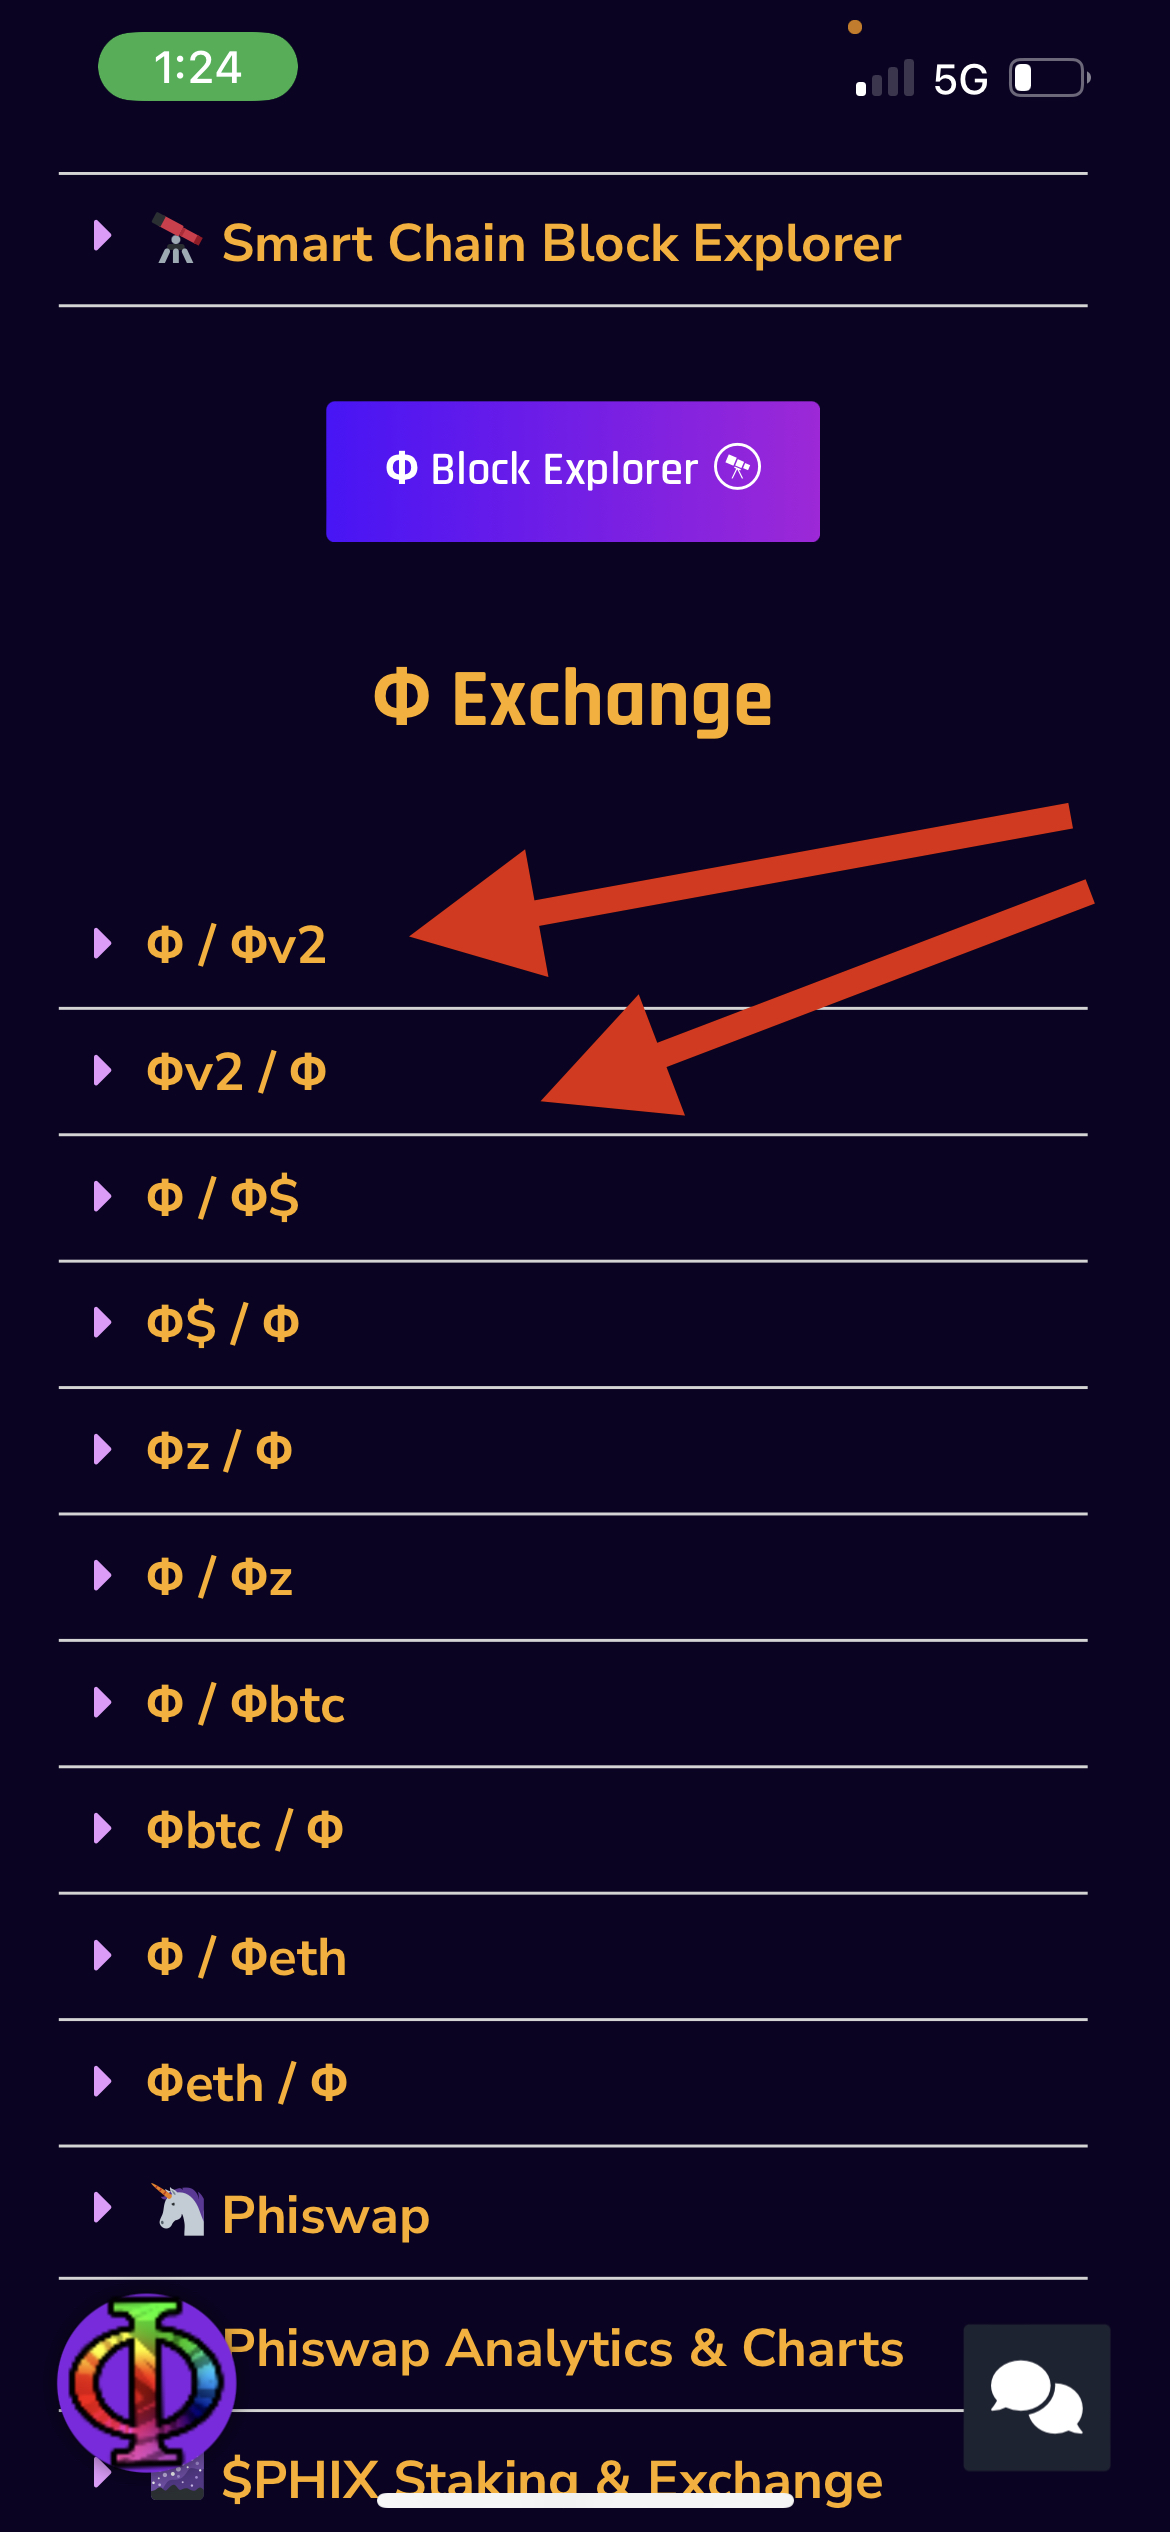 1:24
5G
Smart Chain Block Explorer
Φ Block Explorer
Φ Exchange
Φ / Φv2
Φv2 / Φ
Φ / Φ$
Φ$ / Φ
Φz / Φ
Φ / Φz
Φ / Φbtc
Φbtc / Φ
Φ / Φeth
Φeth / Φ
Phiswap
Phiswap Analytics & Charts
$PHIX Staking & Exchange